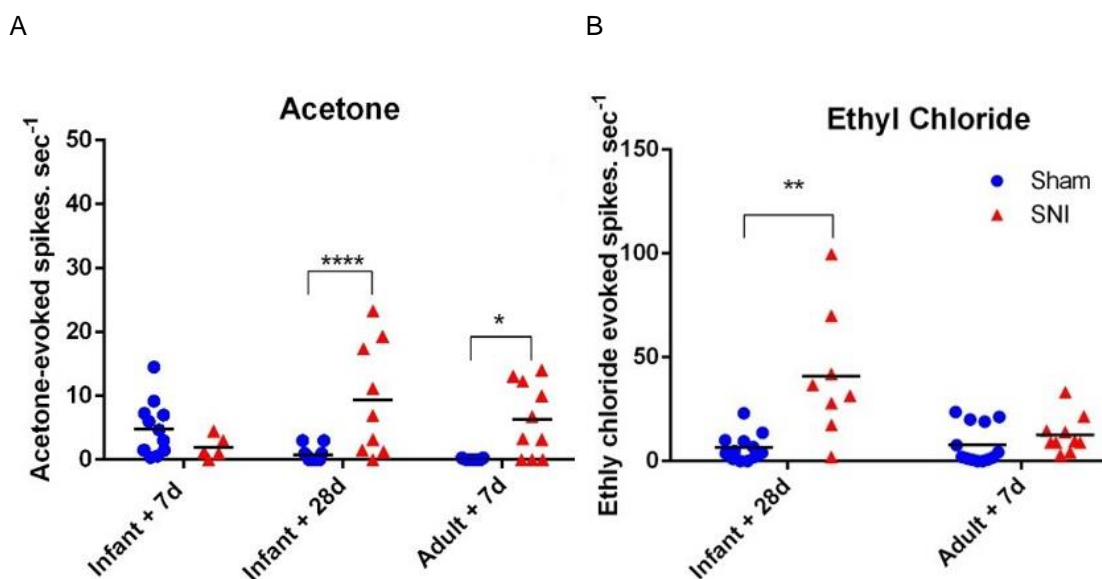 A
B
Acetone
Acetone-evoked spikes. sec⁻¹
50
40
30
20
10
0
****
*
Infant + 7d
Infant + 28d
Adult + 7d
Ethyl Chloride
Ethly chloride evoked spikes. sec⁻¹
150
100
50
0
**
Sham
SNI
Infant + 28d
Adult + 7d